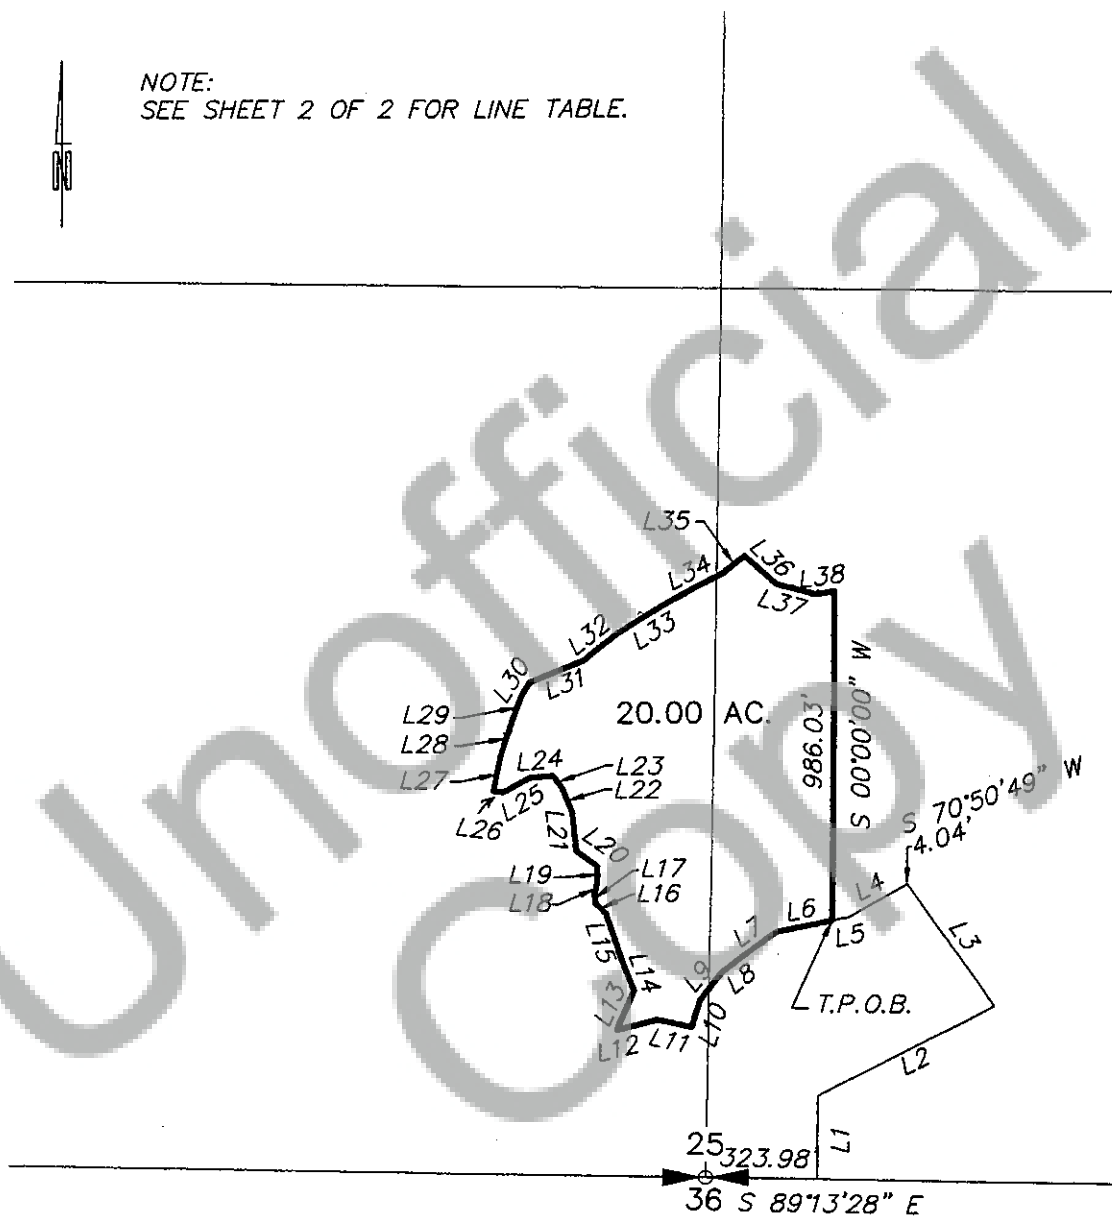 NOTE:
SEE SHEET 2 OF 2 FOR LINE TABLE.
N
Unofficial
Copy
L35
L36
L34
L38
L37
L33
L32
L30
L31
L29
20.00 AC.
S 00°00'00" W
986.03'
L28
L24
L23
L27
L25
L22
L26
S 70°50'49" W
4.04'
L21
L20
L19
L17
L18
L16
L4
L6
L5
L3
L7
L15
L8
L14
L9
L13
T.P.O.B.
L10
L12
L11
L2
L1
25
323.98'
36
S 89°13'28" E